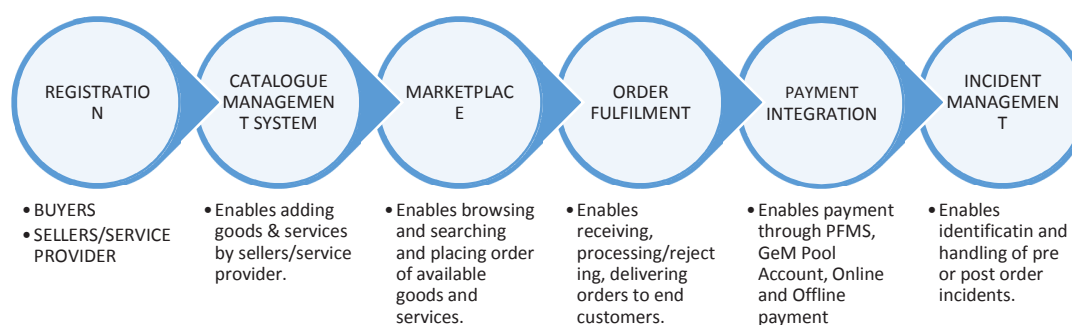 REGISTRATIO
N
CATALOGUE
MANAGEMEN
T SYSTEM
MARKETPLAC
E
ORDER
FULFILMENT
PAYMENT
INTEGRATION
INCIDENT
MANAGEMEN
T
• BUYERS
• SELLERS/SERVICE
PROVIDER
• Enables adding
goods & services
by sellers/service
provider.
• Enables browsing
and searching
and placing order
of available
goods and
services.
• Enables
receiving,
processing/reject
ing, delivering
orders to end
customers.
• Enables payment
through PFMS,
GeM Pool
Account, Online
and Offline
payment
• Enables
identificatin and
handling of pre
or post order
incidents.